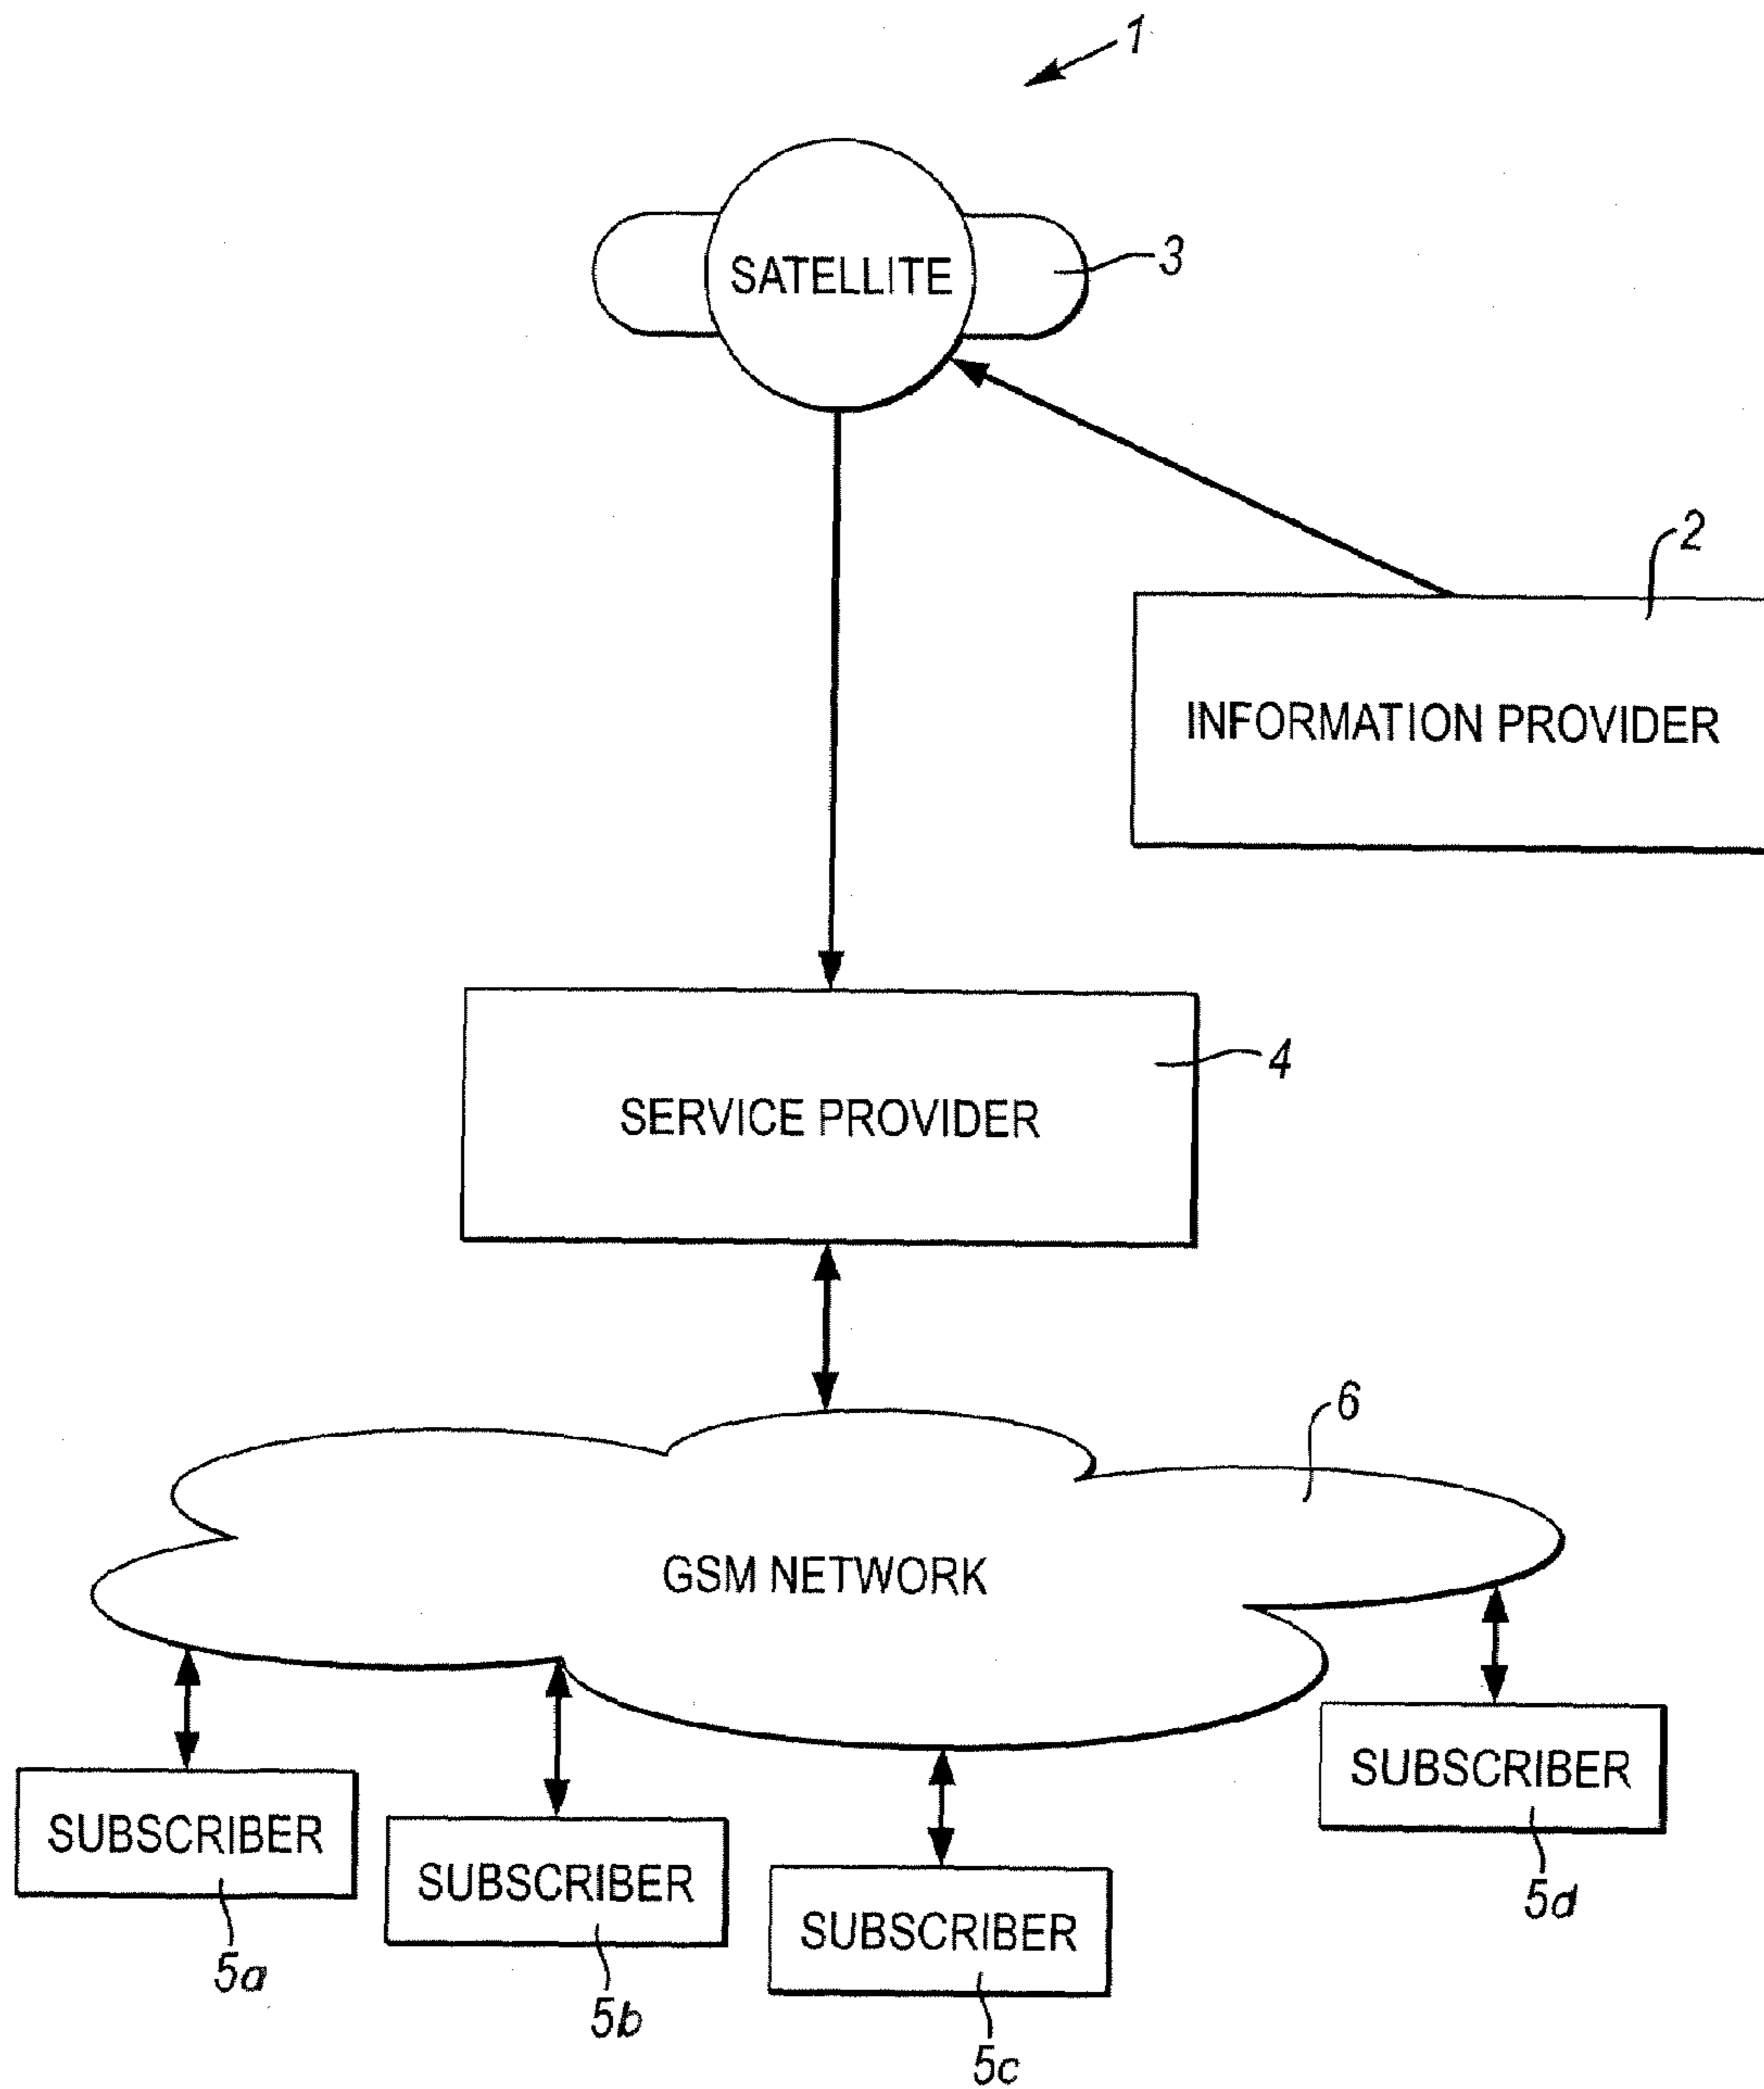 1
SATELLITE
3
2
INFORMATION PROVIDER
4
SERVICE PROVIDER
6
GSM NETWORK
SUBSCRIBER
5a
SUBSCRIBER
5b
SUBSCRIBER
5c
SUBSCRIBER
5d